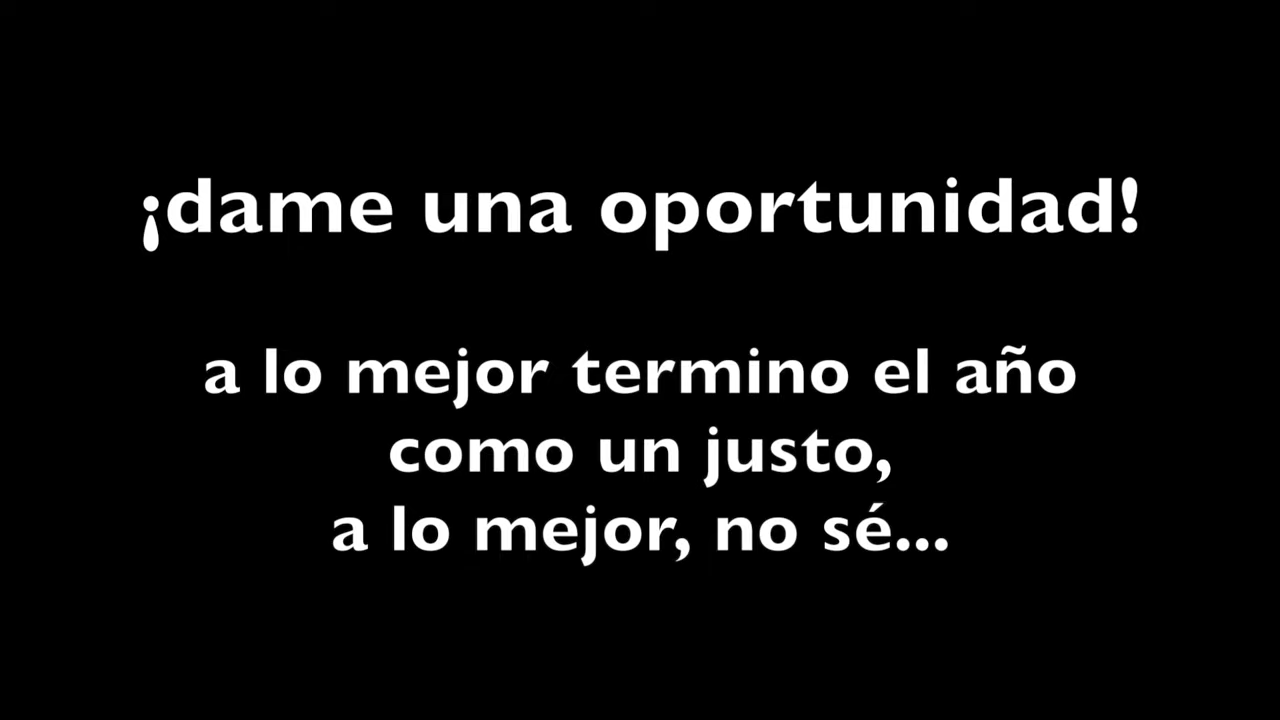 ¡dame una oportunidad!
a lo mejor termino el año
como un justo,
a lo mejor, no sé...